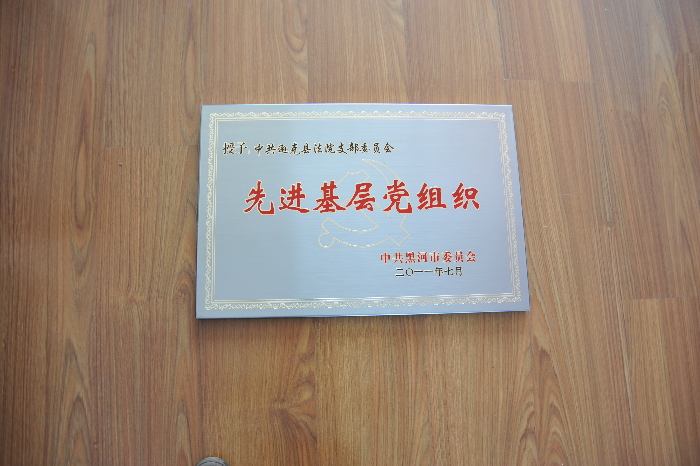 授予:中共逊克县法院支部委员会
先进基层党组织
中共黑河市委员会
二〇一一年七月